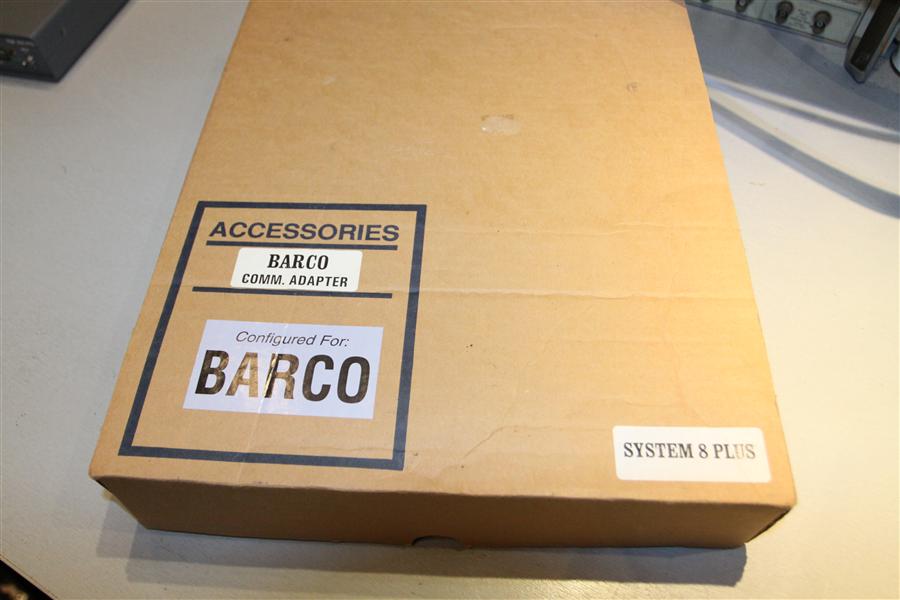 ACCESSORIES
BARCO
COMM. ADAPTER
Configured For:
BARCO
SYSTEM 8 PLUS